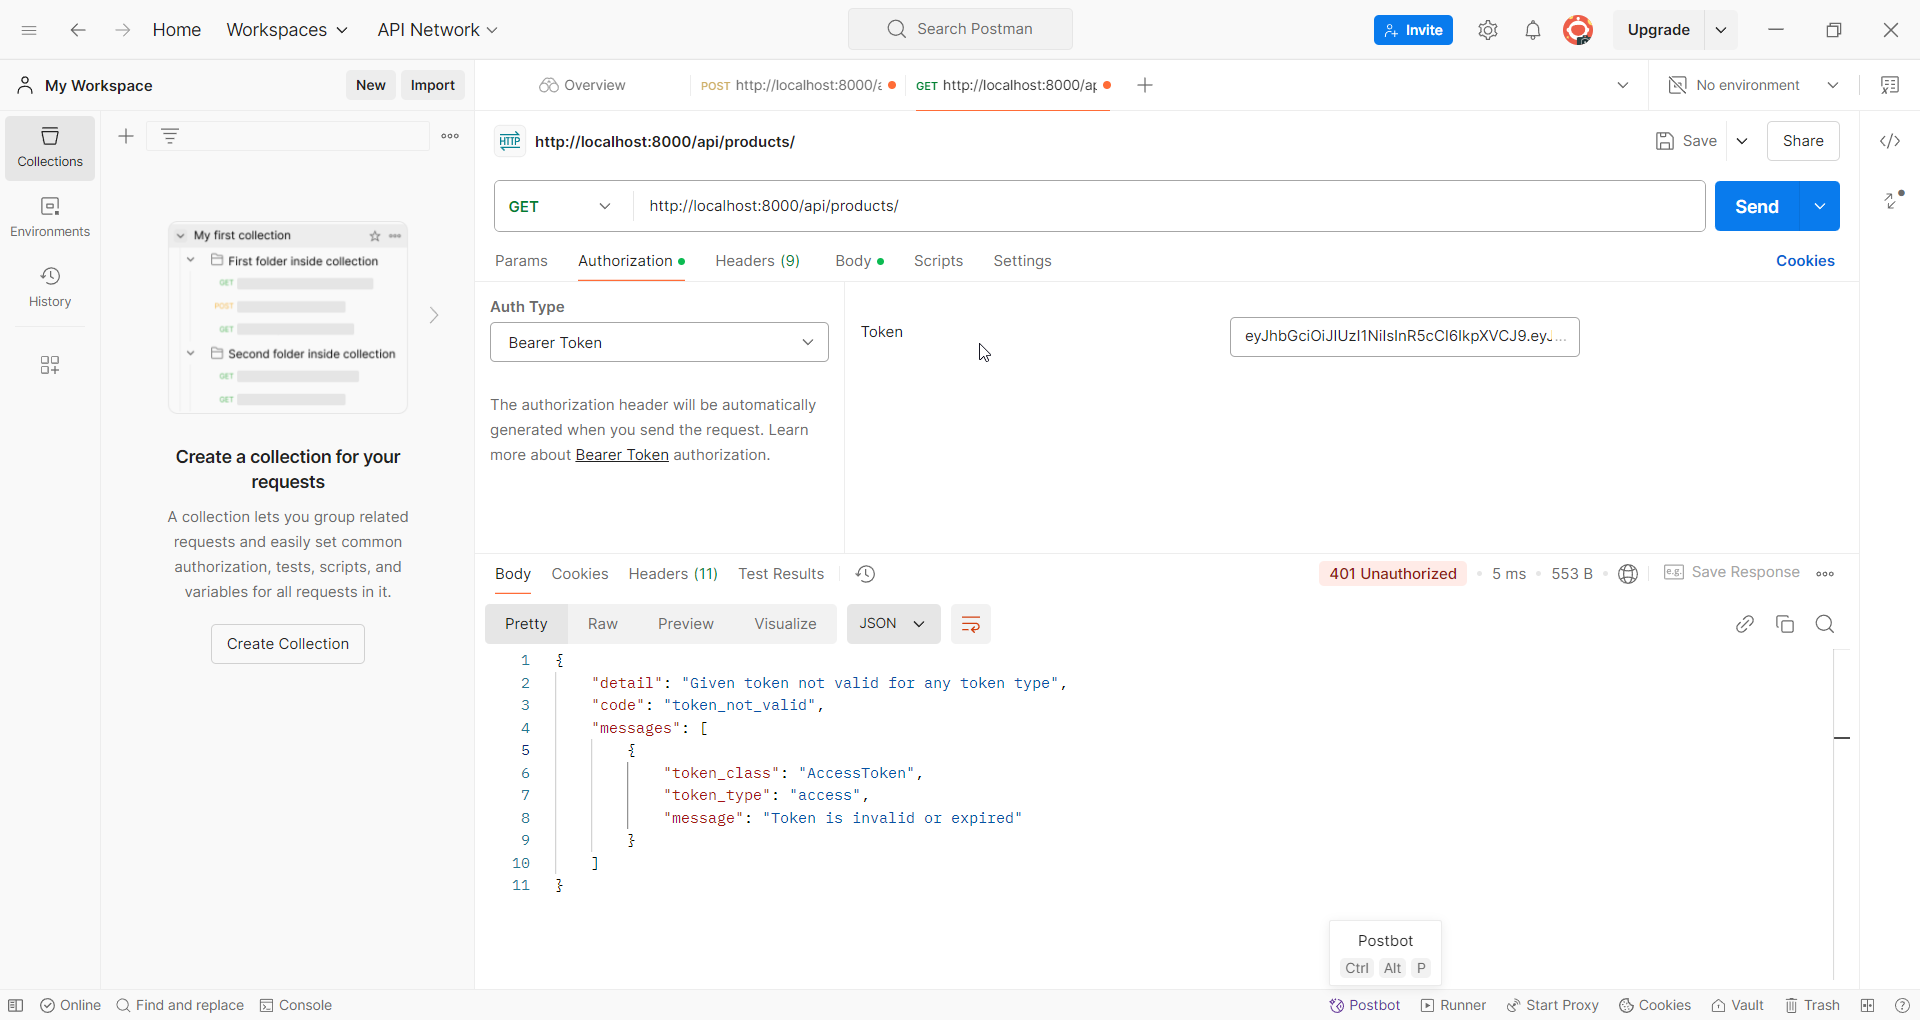 Home
Workspaces
API Network
Search Postman
Invite
Upgrade
My Workspace
New
Import
Overview
POST http://localhost:8000/a
GET http://localhost:8000/ap
No environment
Collections
Environments
History
My first collection
First folder inside collection
GET
POST
GET
Second folder inside collection
GET
GET
Create a collection for your
requests
A collection lets you group related
requests and easily set common
authorization, tests, scripts, and
variables for all requests in it.
Create Collection
HTTP http://localhost:8000/api/products/
Save
Share
GET
http://localhost:8000/api/products/
Send
Params
Authorization
Headers (9)
Body
Scripts
Settings
Cookies
Auth Type
Bearer Token
The authorization header will be automatically
generated when you send the request. Learn
more about Bearer Token authorization.
Token
eyJhbGciOiJIUzI1NiIsInR5cCI6IkpXVCJ9.eyJ...
Body
Cookies
Headers (11)
Test Results
401 Unauthorized
5 ms
553 B
e.g. Save Response
Pretty
Raw
Preview
Visualize
JSON
1 {
2 "detail": "Given token not valid for any token type",
3 "code": "token_not_valid",
4 "messages": [
5 {
6 "token_class": "AccessToken",
7 "token_type": "access",
8 "message": "Token is invalid or expired"
9 }
10 ]
11 }
Postbot
Ctrl Alt P
Online
Find and replace
Console
Postbot
Runner
Start Proxy
Cookies
Vault
Trash